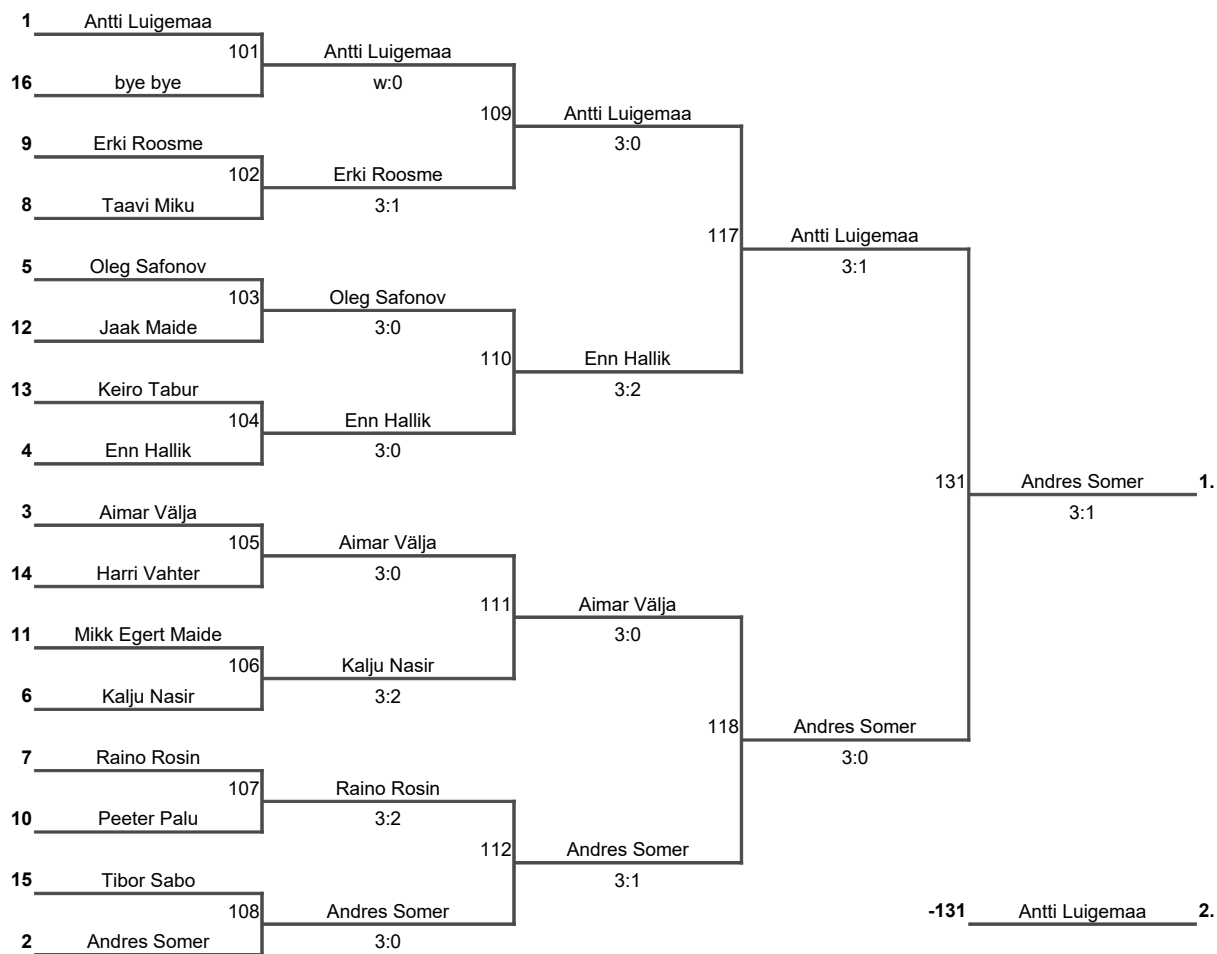 1 Antti Luigemaa
101 Antti Luigemaa
16 bye bye w:0
109 Antti Luigemaa
9 Erki Roosme 3:0
102 Erki Roosme
8 Taavi Miku 3:1
117 Antti Luigemaa
5 Oleg Safonov 3:1
103 Oleg Safonov
12 Jaak Maide 3:0
110 Enn Hallik
13 Keiro Tabur 3:2
104 Enn Hallik
4 Enn Hallik 3:0
131 Andres Somer 1.
3 Aimar Välja 3:1
105 Aimar Välja
14 Harri Vahter 3:0
111 Aimar Välja
11 Mikk Egert Maide 3:0
106 Kalju Nasir
6 Kalju Nasir 3:2
118 Andres Somer
7 Raino Rosin 3:0
107 Raino Rosin
10 Peeter Palu 3:2
112 Andres Somer
15 Tibor Sabo 3:1
108 Andres Somer -131 Antti Luigemaa 2.
2 Andres Somer 3:0